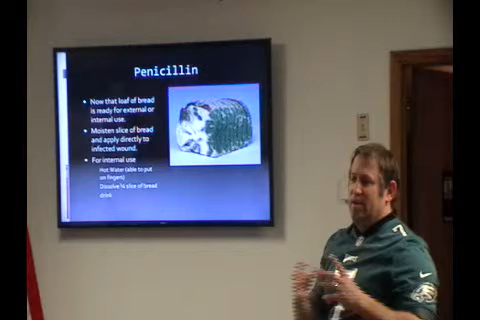 Penicillin
• Now that loaf of bread
is ready for external or
internal use.
• Moisten slice of bread
and apply directly to
infected wound.
• For internal use
Hot Water (able to put
on fingers)
Dissolve ¼ slice of bread
drink
7